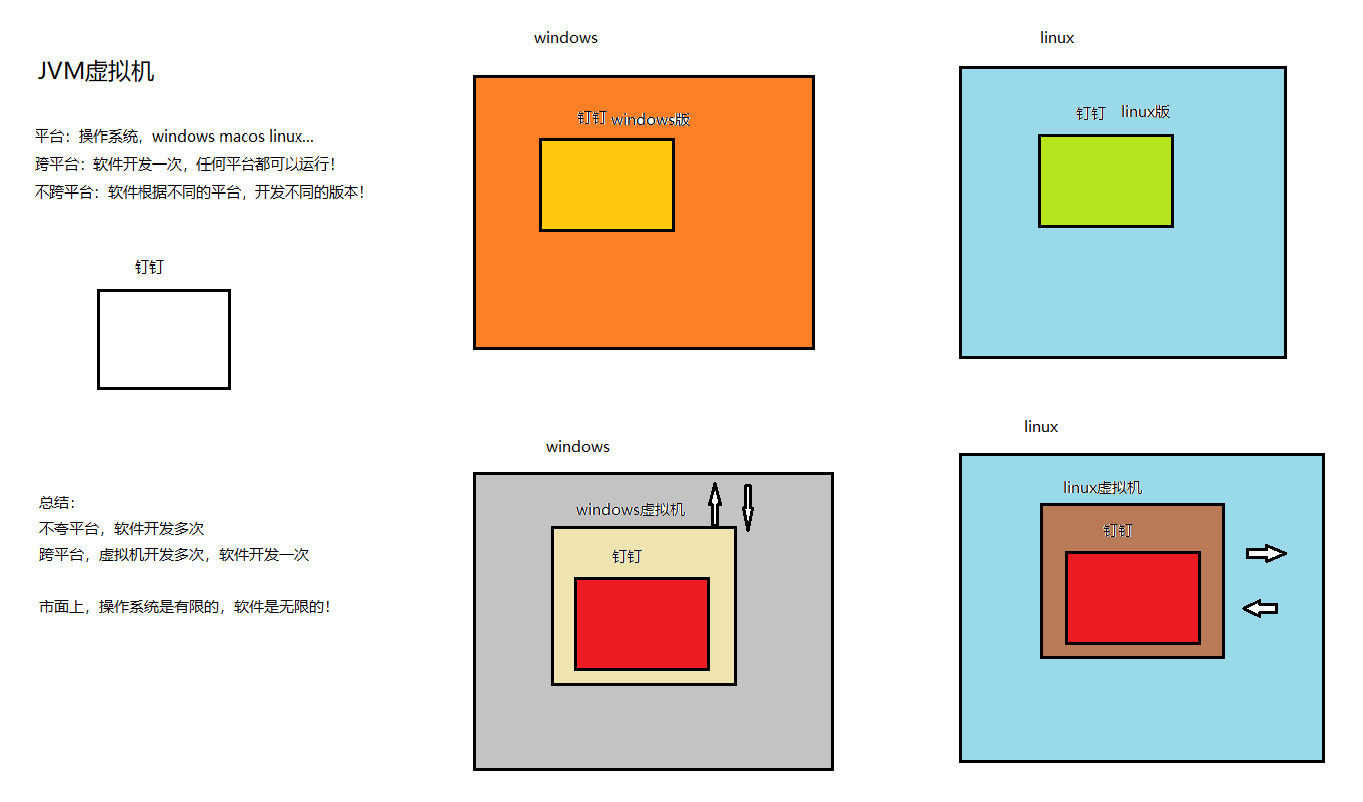 JVM虚拟机
平台：操作系统，windows macos linux...
跨平台：软件开发一次，任何平台都可以运行！
不跨平台：软件根据不同的平台，开发不同的版本！
钉钉
windows
钉钉 windows版
linux
钉钉 linux版
总结：
不夸平台，软件开发多次
跨平台，虚拟机开发多次，软件开发一次
市面上，操作系统是有限的，软件是无限的！
windows
windows虚拟机
钉钉
linux
linux虚拟机
钉钉